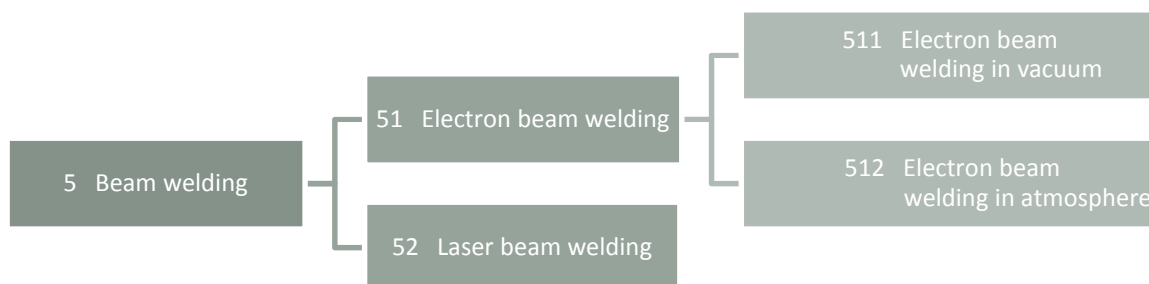 5 Beam welding
51 Electron beam welding
52 Laser beam welding
511 Electron beam
welding in vacuum
512 Electron beam
welding in atmosphere